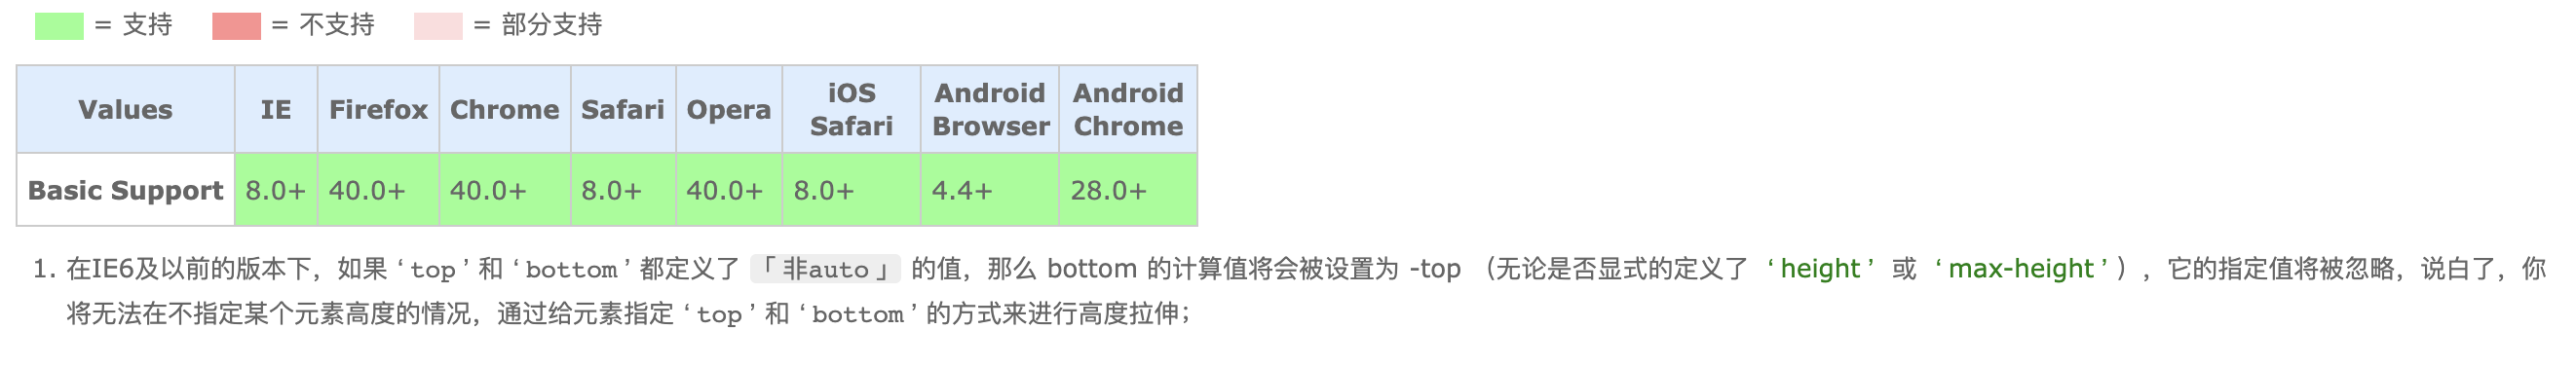 = 支持 = 不支持 = 部分支持
Values IE Firefox Chrome Safari Opera iOS Safari Android Browser Android Chrome
Basic Support 8.0+ 40.0+ 40.0+ 8.0+ 40.0+ 8.0+ 4.4+ 28.0+
1. 在IE6及以前的版本下，如果 ‘top’ 和 ‘bottom’ 都定义了 「非auto」 的值，那么 bottom 的计算值将会被设置为 -top （无论是否显式的定义了 ‘height’ 或 ‘max-height’），它的指定值将被忽略，说白了，你
将无法在不指定某个元素高度的情况，通过给元素指定 ‘top’ 和 ‘bottom’ 的方式来进行高度拉伸；